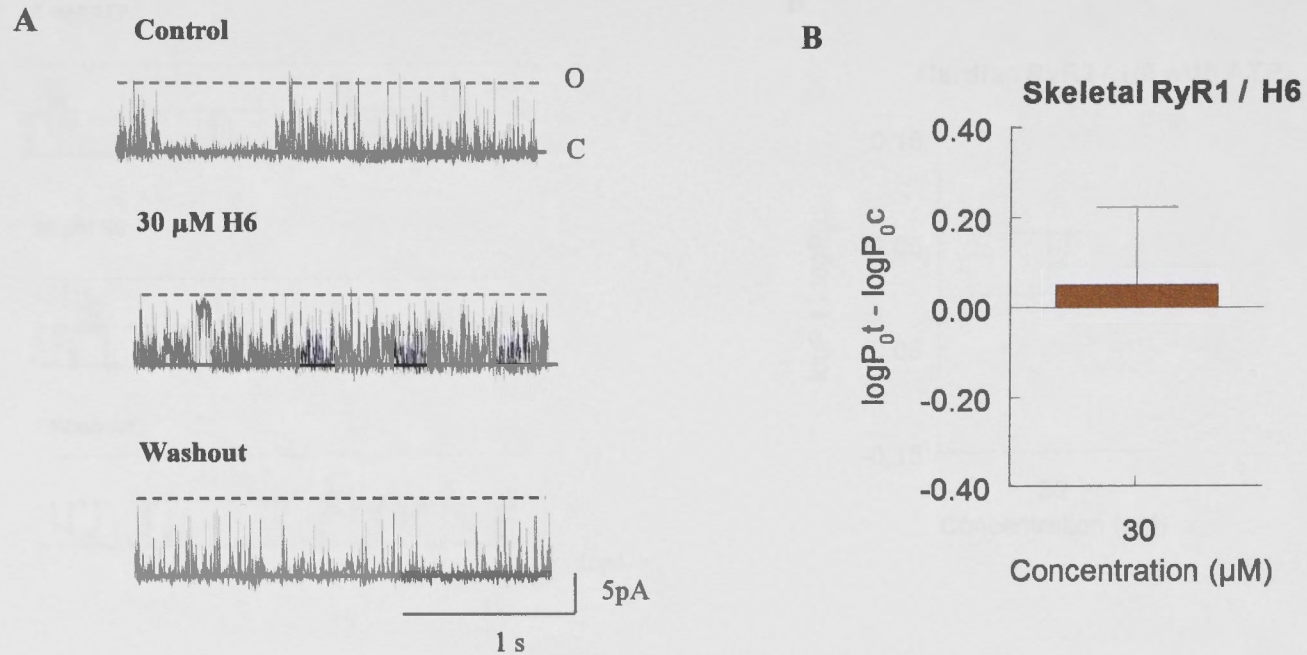 A
Control
O
C
30 µM H6
Washout
5pA
1 s
B
Skeletal RyR1 / H6
0.40
0.20
0.00
-0.20
-0.40
logP₀t - logP₀c
30
Concentration (µM)